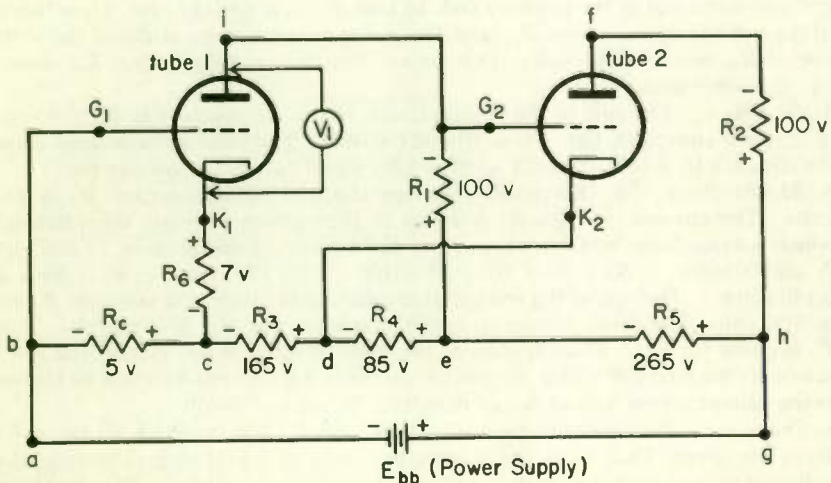 i
f
tube 1
tube 2
G1
V1
G2
R2
100 v
R1
100 v
K1
K2
R6
7 v
b
Rc
5 v
c
R3
165 v
d
R4
85 v
e
R5
265 v
h
a
Ebb (Power Supply)
g
- +